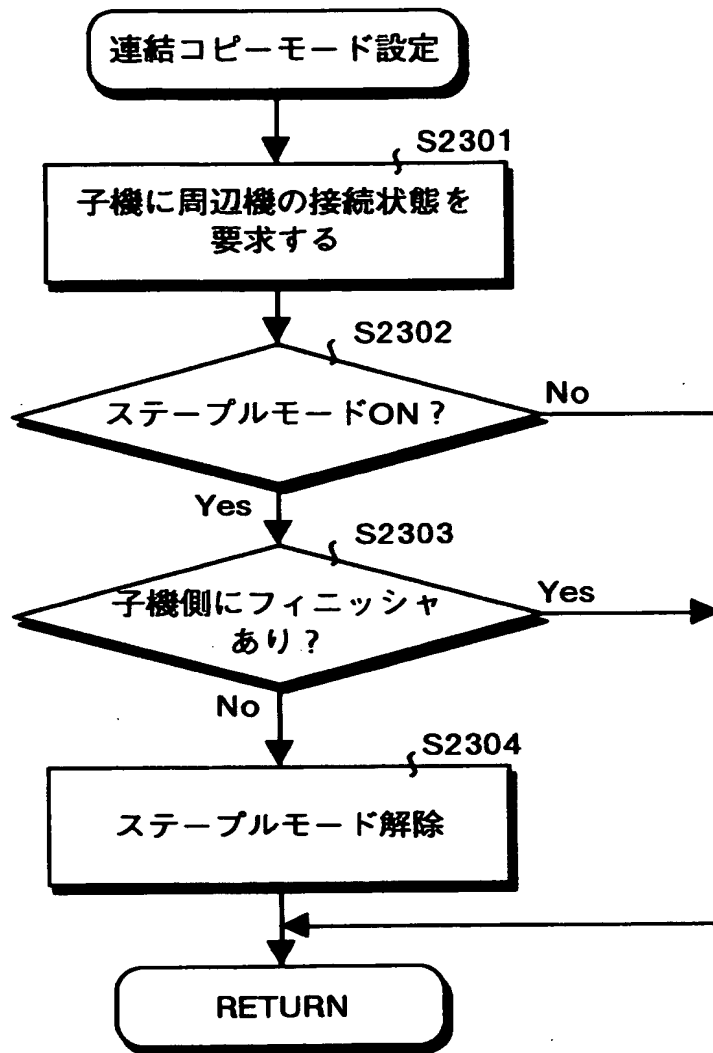 連結コピーモード設定
S2301
子機に周辺機の接続状態を
要求する
S2302
ステープルモードON？
No
Yes
S2303
子機側にフィニッシャ
あり？
Yes
No
S2304
ステープルモード解除
RETURN